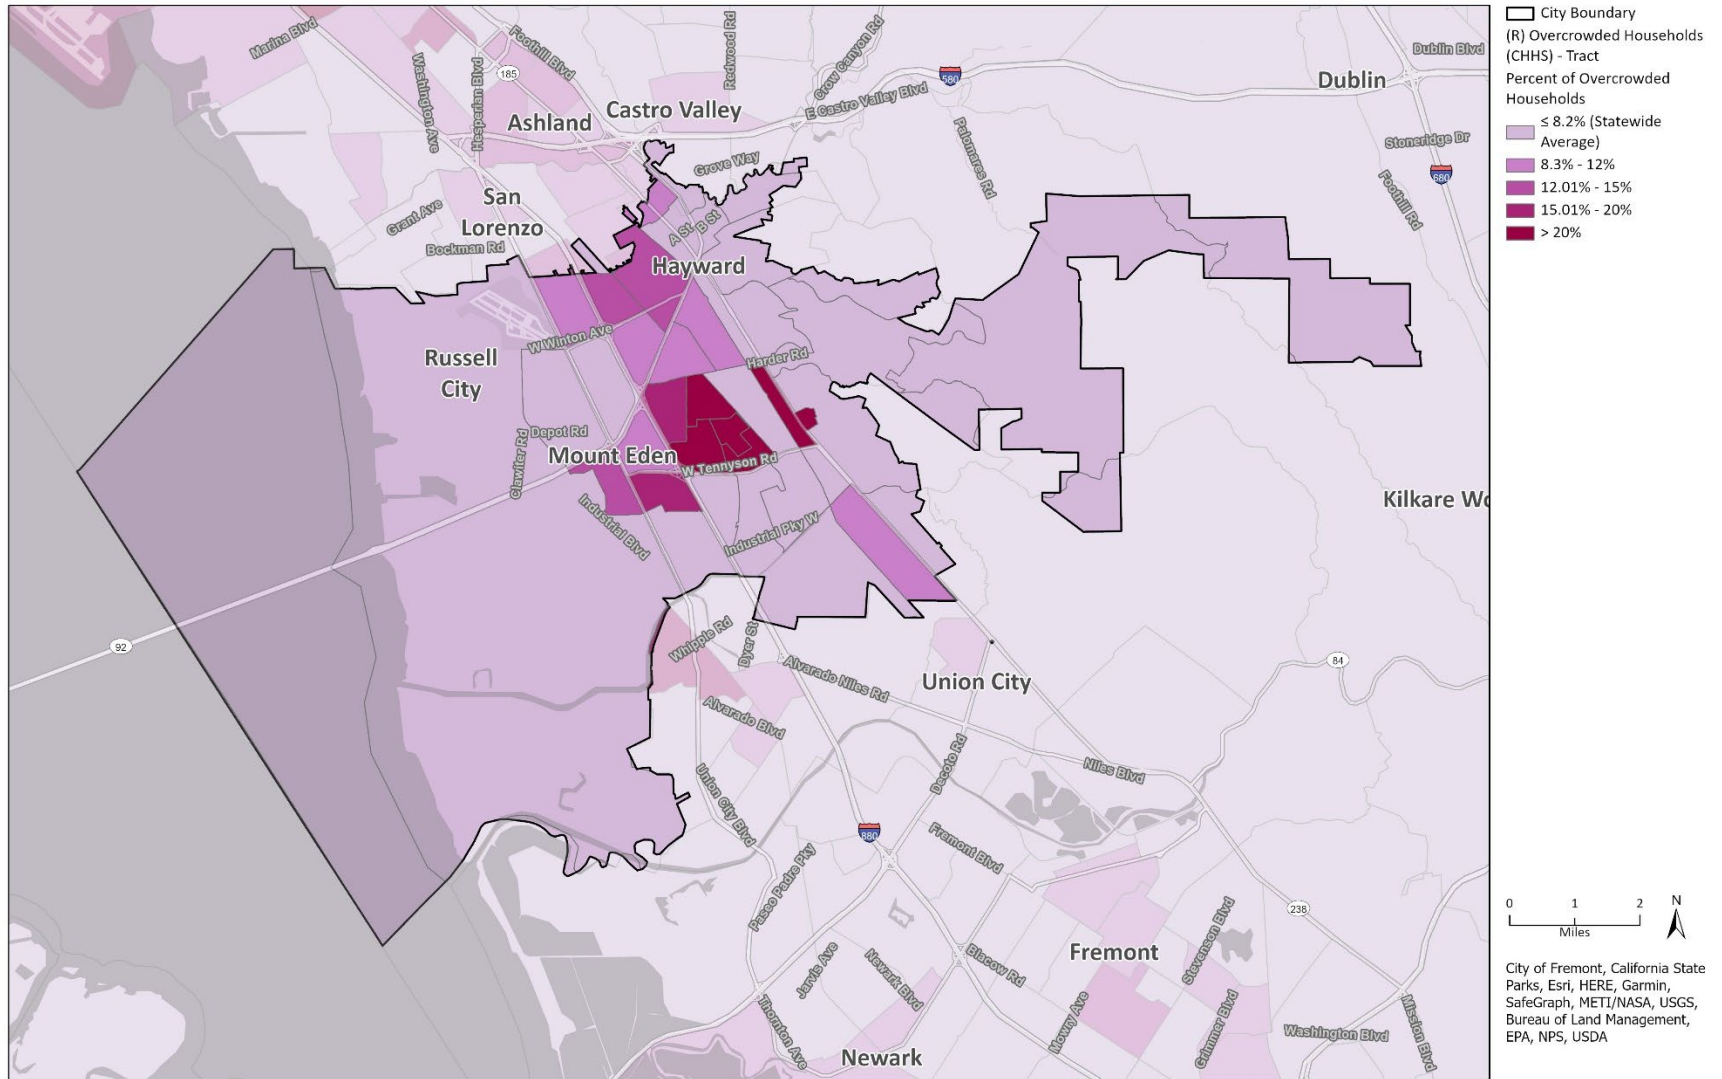 Marina Blvd
Washington Ave
Hesperian Blvd
185
Foothill Blvd
Redwood Rd
Crow Canyon Rd
E Castro Valley Blvd
580
Dublin Blvd
Dublin
Castro Valley
Ashland
Palomares Rd
Stoneridge Dr
680
Foothill Rd
Grove Way
San
Lorenzo
Grant Ave
Bockman Rd
A St
B St
Hayward
W Winton Ave
Harder Rd
Russell
City
Clawiter Rd
Depot Rd
Mount Eden
W Tennyson Rd
Industrial Blvd
Industrial Pky W
Kilkare Wo
92
84
Whipple Rd
Dyer St
Alvarado Niles Rd
Union City
Alvarado Blvd
Union City Blvd
Decoto Rd
Niles Blvd
880
Fremont Blvd
Paseo Padre Pky
238
Jarvis Ave
Newark Blvd
Blacow Rd
Fremont
Stevenson Blvd
Mowry Ave
Grimmer Blvd
Washington Blvd
Mission Blvd
Thornton Ave
Newark
City Boundary
(R) Overcrowded Households
(CHHS) - Tract
Percent of Overcrowded
Households
≤ 8.2% (Statewide
Average)
8.3% - 12%
12.01% - 15%
15.01% - 20%
> 20%
0 1 2
Miles
N
City of Fremont, California State
Parks, Esri, HERE, Garmin,
SafeGraph, METI/NASA, USGS,
Bureau of Land Management,
EPA, NPS, USDA